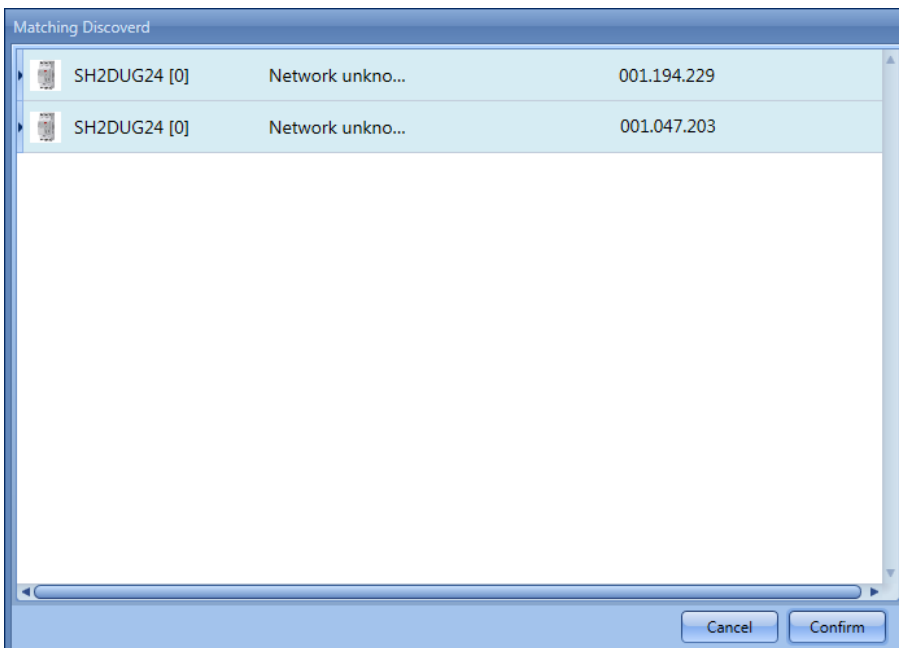 Matching Discoverd
SH2DUG24 [0] Network unkno... 001.194.229
SH2DUG24 [0] Network unkno... 001.047.203
Cancel Confirm